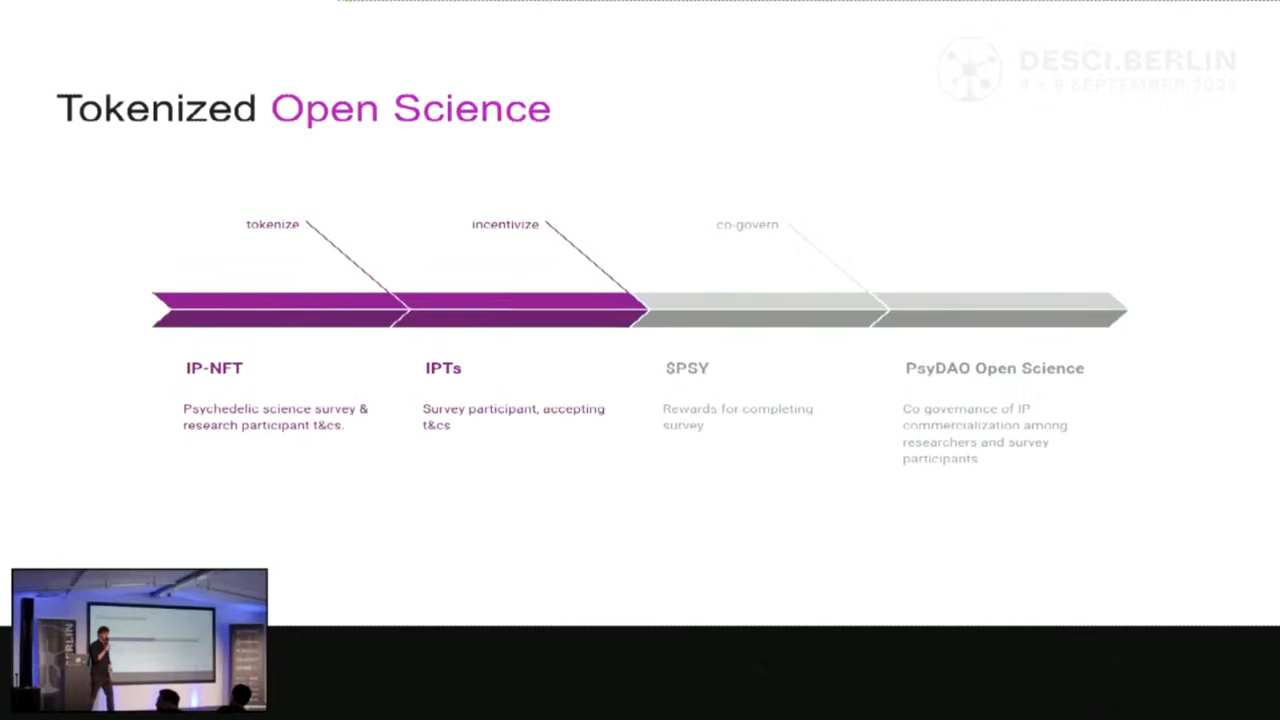 DESCI.BERLIN
Tokenized Open Science
tokenize
incentivize
co-govern
IP-NFT
Psychedelic science survey &
research participant t&cs.
IPTs
Survey participant, accepting
t&cs
$PSY
Rewards for completing
survey
PsyDAO Open Science
Co governance of IP
commercialization among
researchers and survey
participants
BERLIN